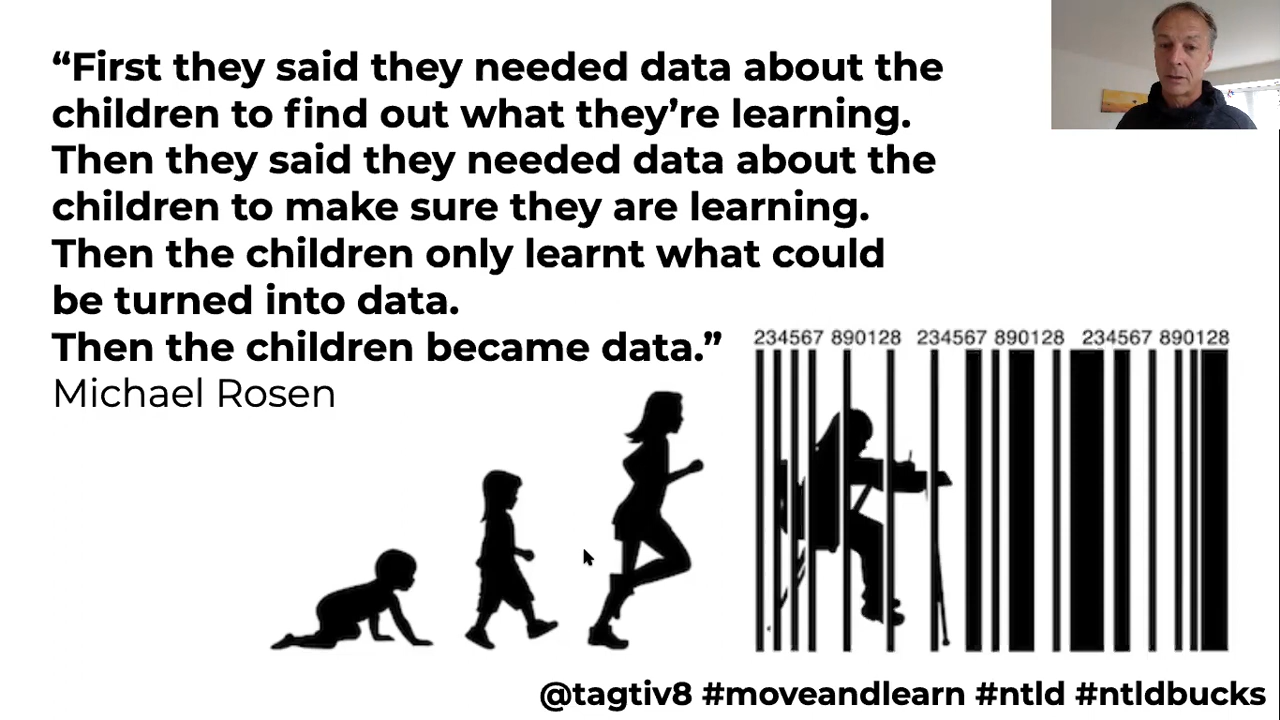 “First they said they needed data about the
children to find out what they’re learning.
Then they said they needed data about the
children to make sure they are learning.
Then the children only learnt what could
be turned into data.
Then the children became data.”
Michael Rosen
234567 890128 234567 890128 234567 890128
@tagtiv8 #moveandlearn #ntld #ntldbucks